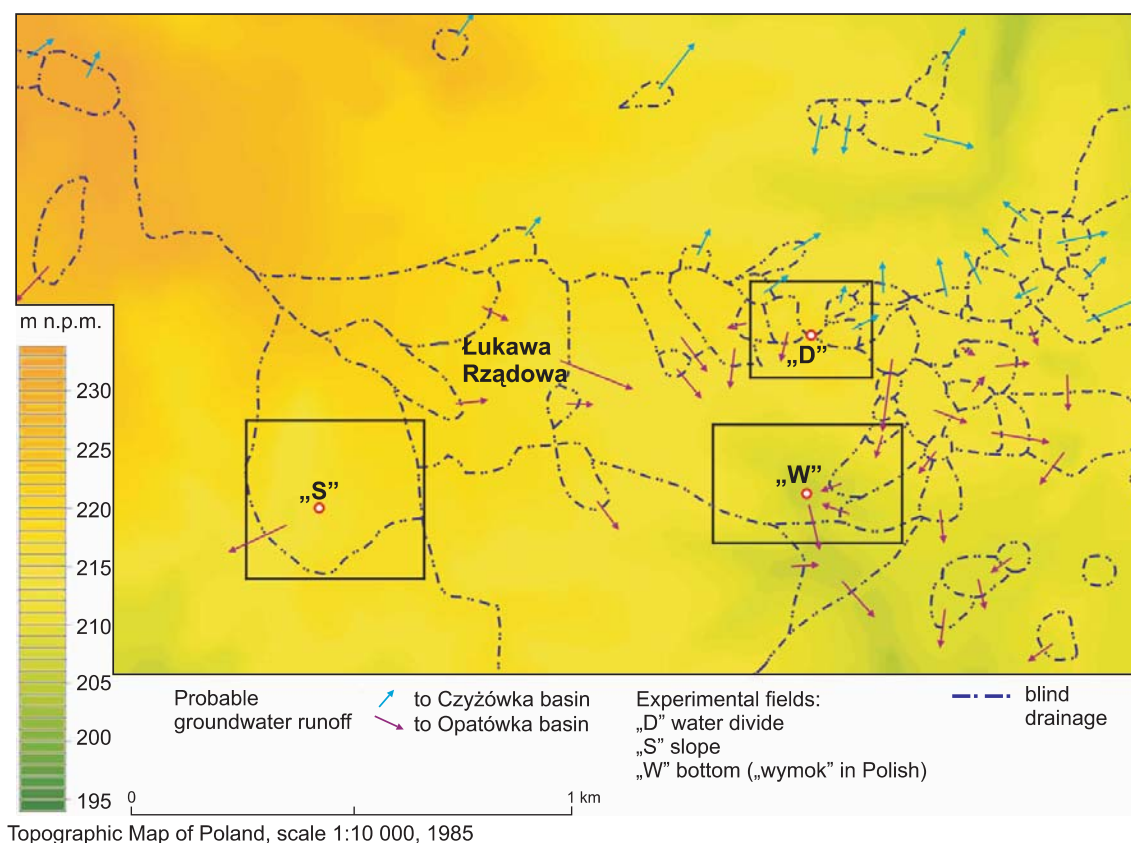 Łukawa
Rządowa
„D”
„W”
„S”
m n.p.m.
230
225
220
215
210
205
200
195
Probable
groundwater runoff
to Czyżówka basin
to Opatówka basin
Experimental fields:
„D” water divide
„S” slope
„W” bottom („wymok” in Polish)
blind
drainage
0
1 km
Topographic Map of Poland, scale 1:10 000, 1985